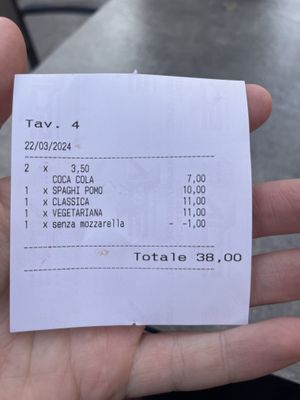 Tav. 4
22/03/2024
2 x 3,50
COCA COLA 7,00
1 x SPAGHI POMO 10,00
1 x CLASSICA 11,00
1 x VEGETARIANA 11,00
1 x senza mozzarella - -1,00
Totale 38,00